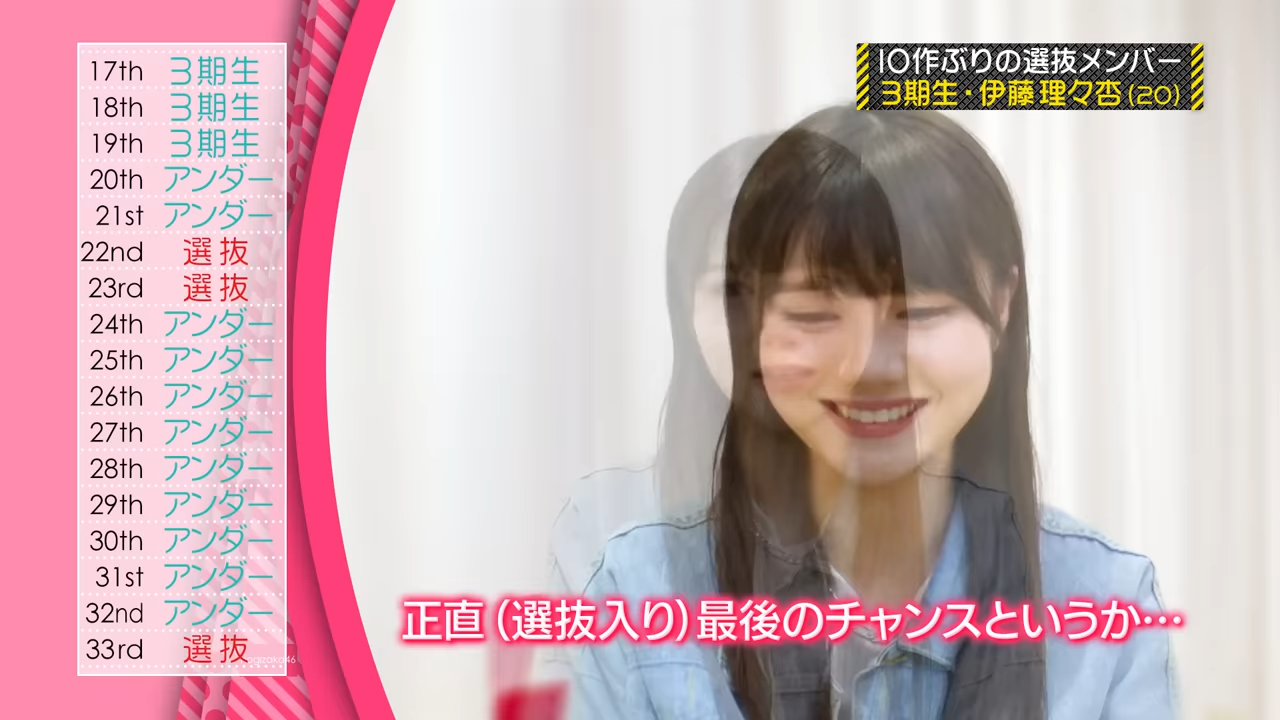 17th 3期生
18th 3期生
19th 3期生
20th アンダー
21st アンダー
22nd 選抜
23rd 選抜
24th アンダー
25th アンダー
26th アンダー
27th アンダー
28th アンダー
29th アンダー
30th アンダー
31st アンダー
32nd アンダー
33rd 選抜
10作ぶりの選抜メンバー
3期生・伊藤理々杏(20)
正直(選抜入り)最後のチャンスというか…